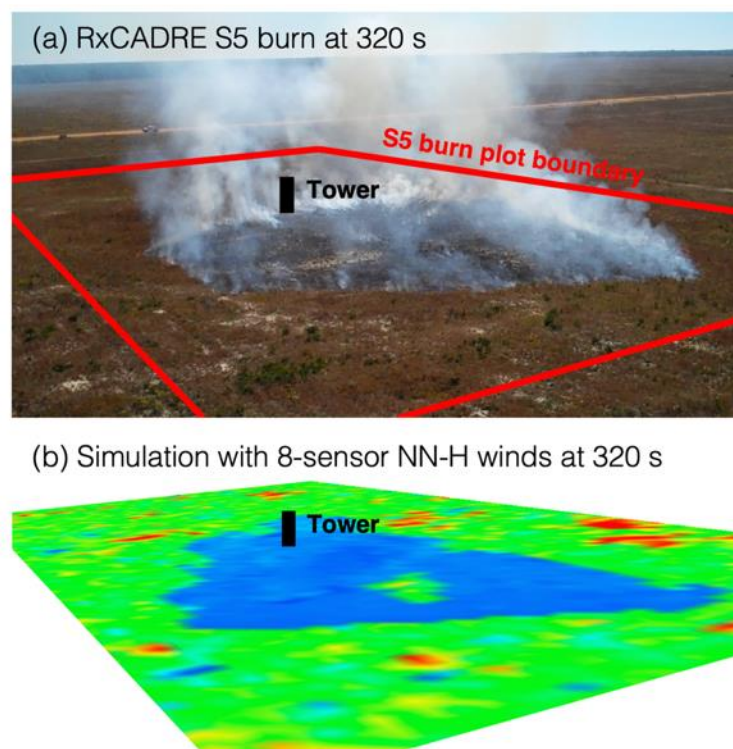 (a) RxCADRE S5 burn at 320 s
S5 burn plot boundary
Tower
(b) Simulation with 8-sensor NN-H winds at 320 s
Tower